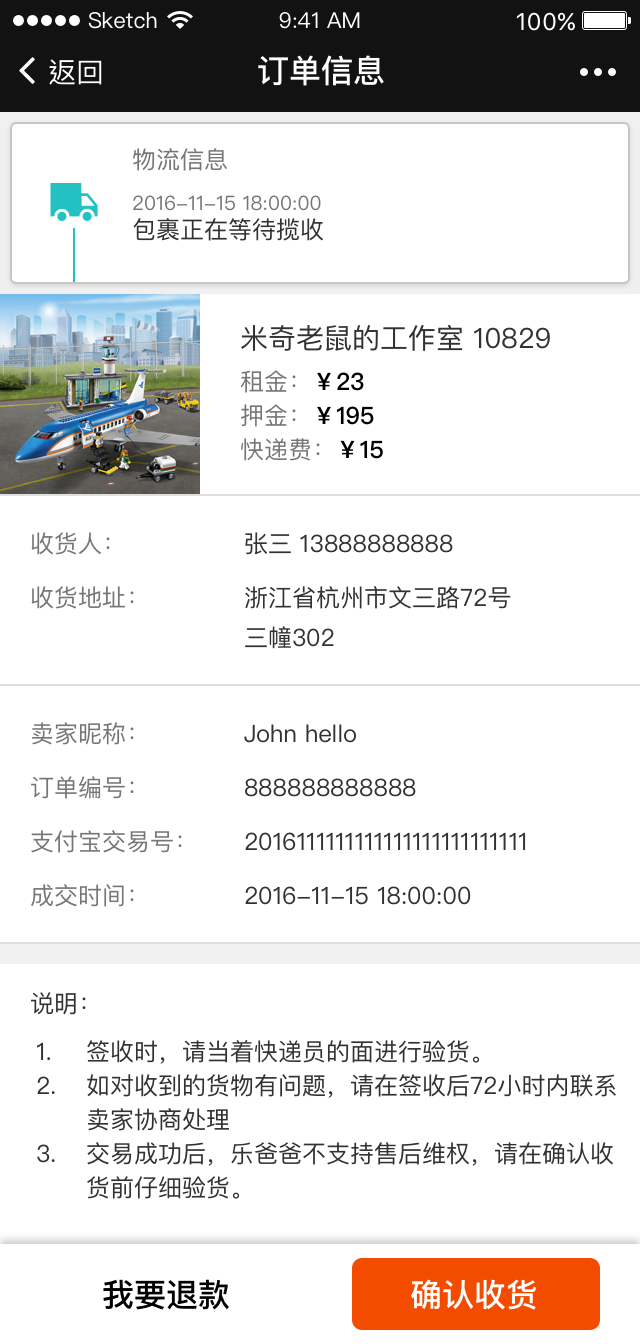 Sketch 9:41 AM 100%
返回 订单信息
物流信息
2016-11-15 18:00:00
包裹正在等待揽收
米奇老鼠的工作室 10829
租金： ¥ 23
押金： ¥ 195
快递费： ¥ 15
收货人： 张三 13888888888
收货地址： 浙江省杭州市文三路72号
三幢302
卖家昵称： John hello
订单编号： 888888888888
成交时间： 2016-11-15 18:00:00
支付宝交易号：
说明：
1. 签收时，请当着快递员的面进行验货。
2. 如对收到的货物有问题，请在签收后72小时内联系
卖家协商处理
3. 交易成功后，乐爸爸不支持售后维权，请在确认收
货前仔细验货。
我要退款 确认收货